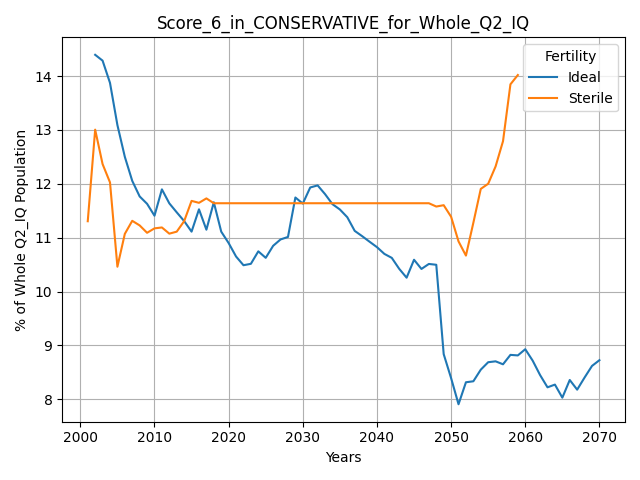 Score_6_in_CONSERVATIVE_for_Whole_Q2_IQ
Fertility
Ideal
Sterile
% of Whole Q2_IQ Population
14
13
12
11
10
9
8
2000 2010 2020 2030 2040 2050 2060 2070
Years